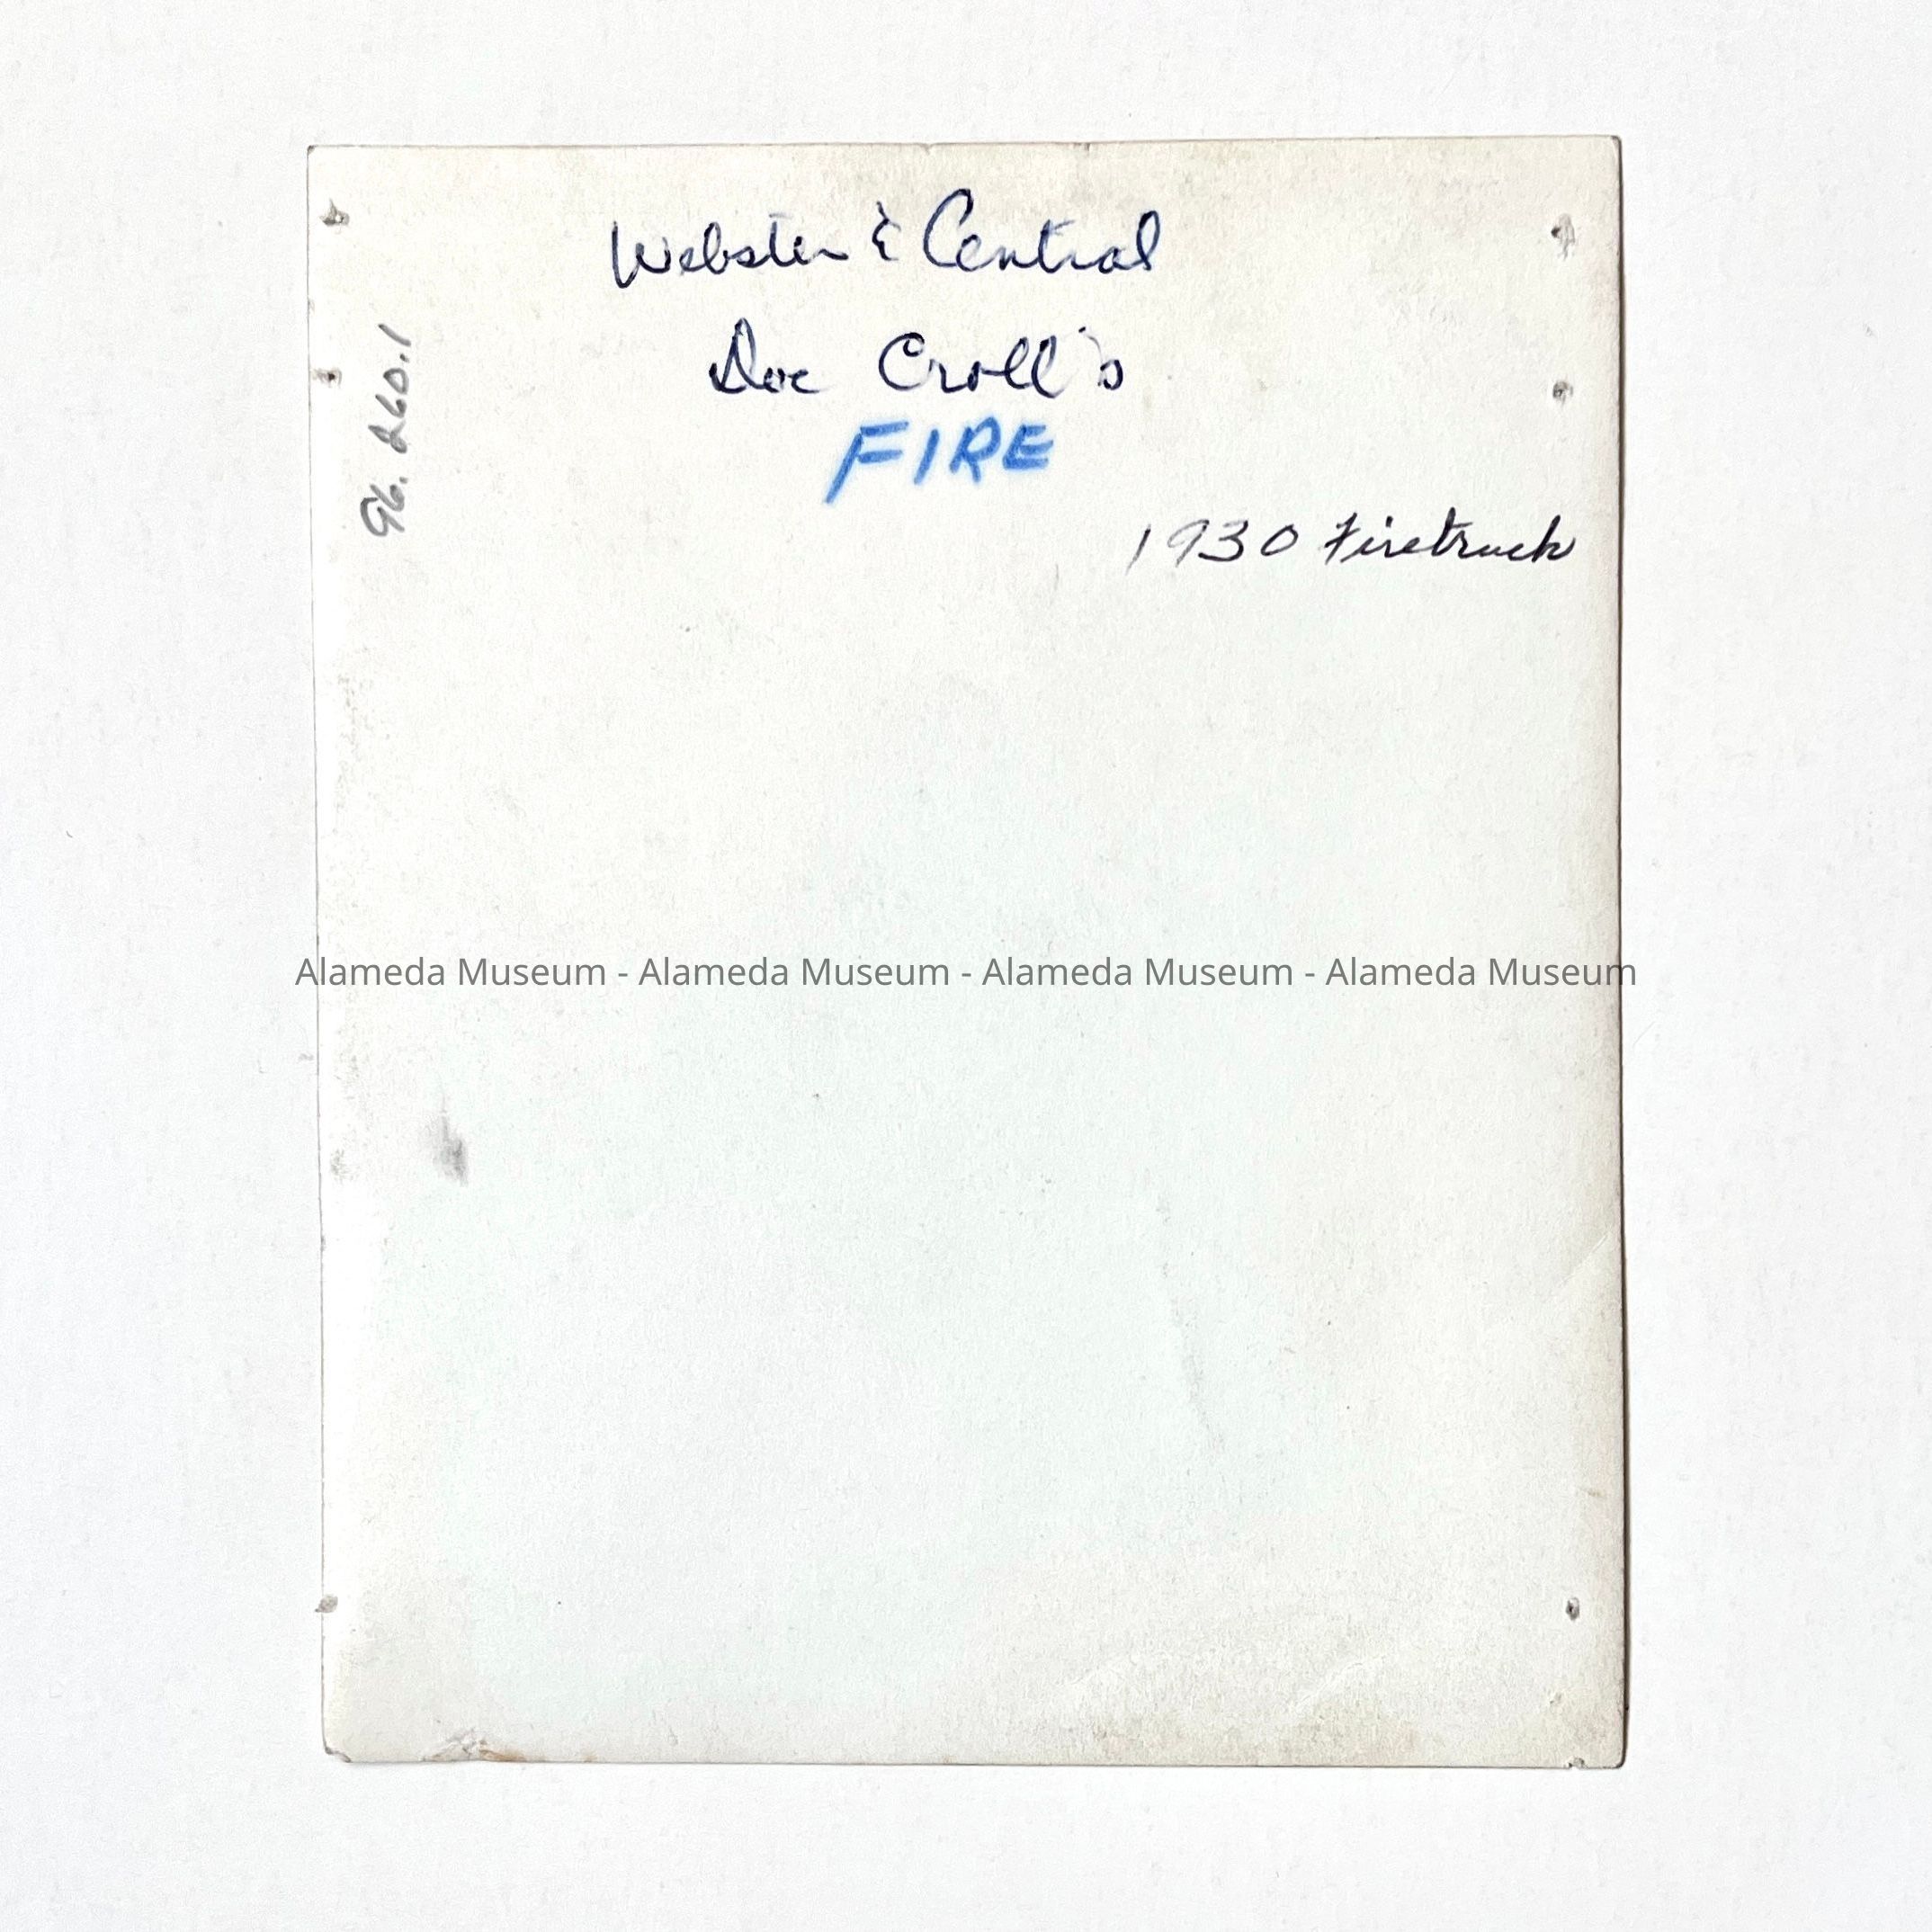 Webster & Central
Doc Croll's
FIRE
1930 Firetruck
96.260.1
Alameda Museum - Alameda Museum - Alameda Museum - Alameda Museum